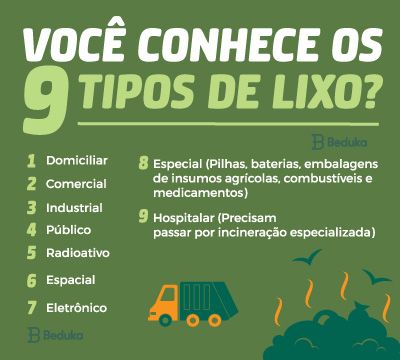 VOCÊ CONHECE OS
9 TIPOS DE LIXO?
Beduka
1 Domiciliar
2 Comercial
3 Industrial
4 Público
5 Radioativo
6 Espacial
7 Eletrônico
8 Especial (Pilhas, baterias, embalagens
de insumos agrícolas, combustíveis e
medicamentos)
9 Hospitalar (Precisam
passar por incineração especializada)
Beduka